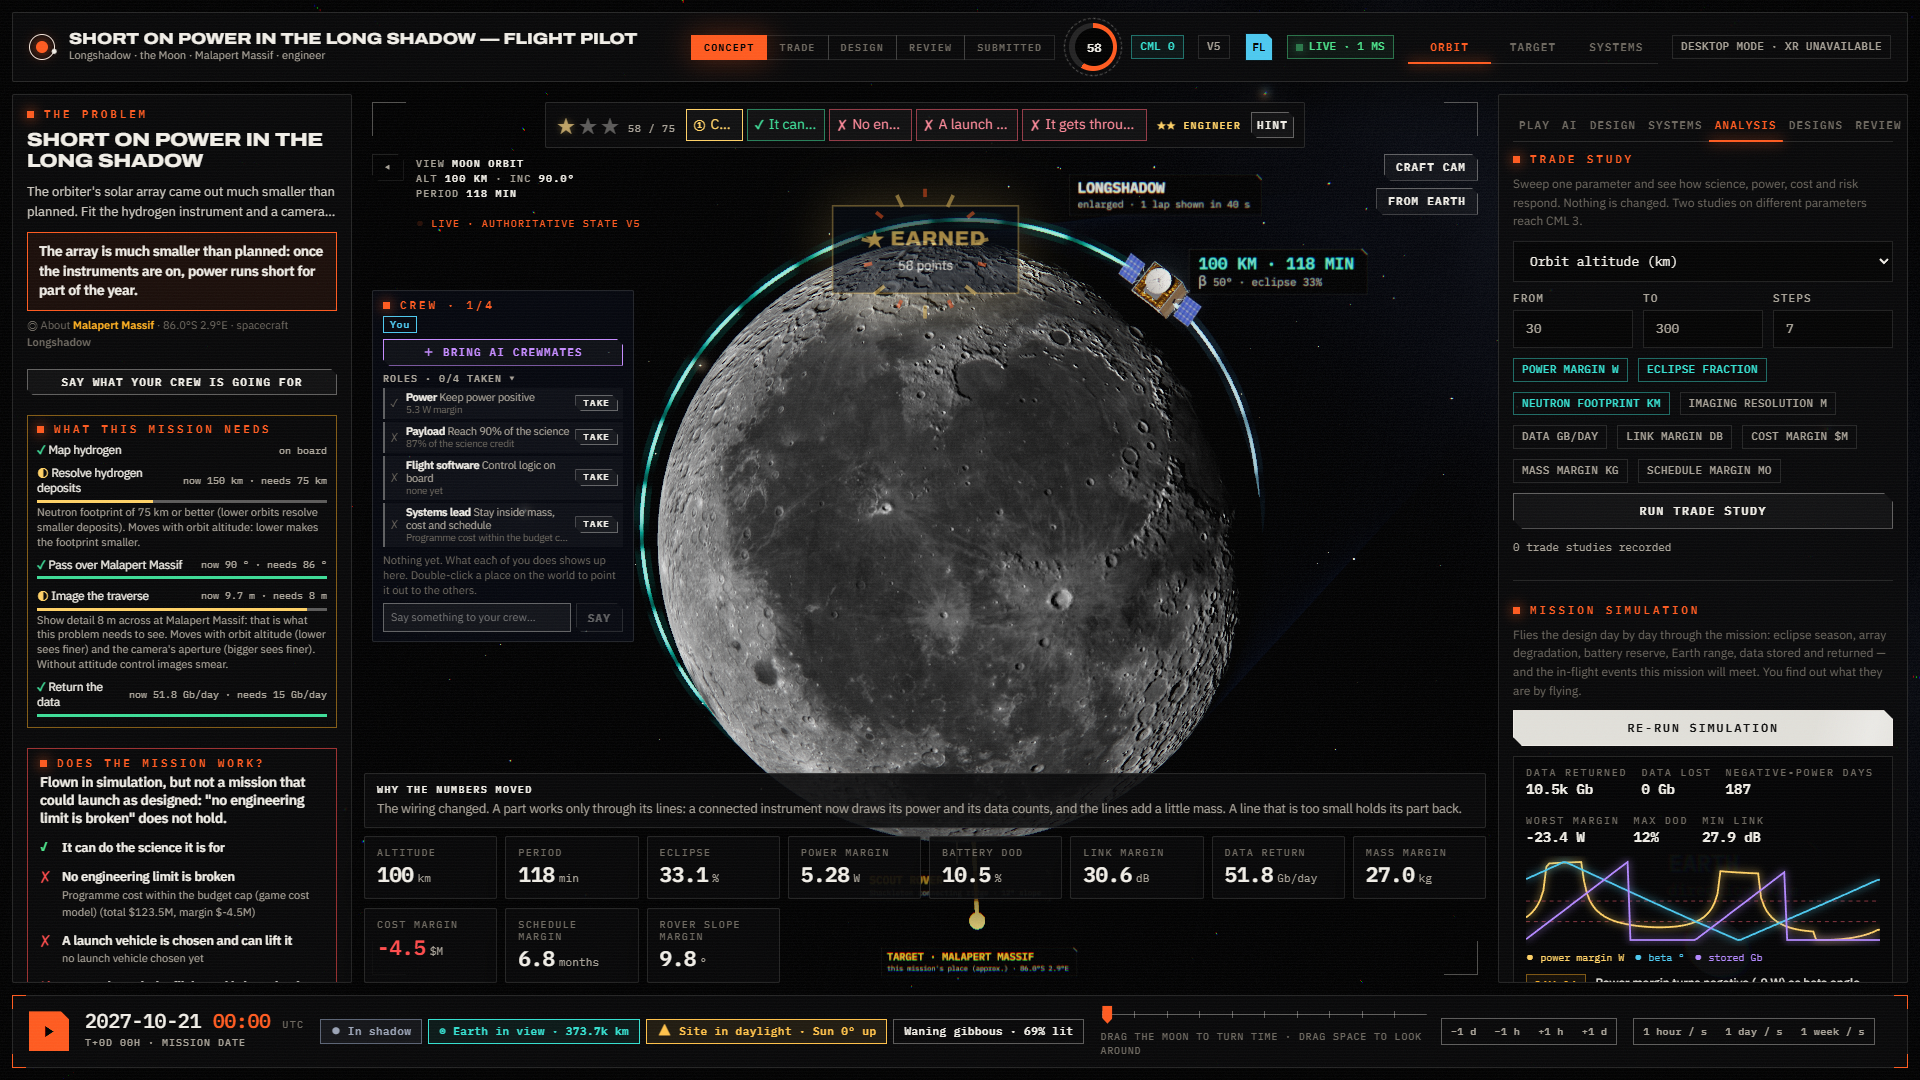 SHORT ON POWER IN THE LONG SHADOW — FLIGHT PILOT
Longshadow · the Moon · Malapert Massif · engineer
CONCEPT
TRADE
DESIGN
REVIEW
SUBMITTED
58
CML 0
V5
FL
LIVE · 1 MS
ORBIT
TARGET
SYSTEMS
DESKTOP MODE · XR UNAVAILABLE
THE PROBLEM
SHORT ON POWER IN THE
LONG SHADOW
The orbiter's solar array came out much smaller than
planned. Fit the hydrogen instrument and a camera...
The array is much smaller than planned: once
the instruments are on, power runs short for
part of the year.
About Malapert Massif · 86.0°S 2.9°E · spacecraft
Longshadow
SAY WHAT YOUR CREW IS GOING FOR
WHAT THIS MISSION NEEDS
✓ Map hydrogen on board
Resolve hydrogen
deposits
now 150 km · needs 75 km
Neutron footprint of 75 km or better (lower orbits resolve
smaller deposits). Moves with orbit altitude: lower makes
the footprint smaller.
✓ Pass over Malapert Massif now 90 ° · needs 86 °
Image the traverse now 9.7 m · needs 8 m
Show detail 8 m across at Malapert Massif: that is what
this problem needs to see. Moves with orbit altitude (lower
sees finer) and the camera's aperture (bigger sees finer).
Without attitude control images smear.
✓ Return the
data
now 51.8 Gb/day · needs 15 Gb/day
DOES THE MISSION WORK?
Flown in simulation, but not a mission that
could launch as designed: "no engineering
limit is broken" does not hold.
✓ It can do the science it is for
✗ No engineering limit is broken
Programme cost within the budget cap (game cost
model) (total $123.5M, margin $-4.5M)
✗ A launch vehicle is chosen and can lift it
no launch vehicle chosen yet
★★★ 58 / 75
① C...
✓ It can...
✗ No en...
✗ A launch ...
✗ It gets throu...
★★ ENGINEER
HINT
VIEW MOON ORBIT
ALT 100 KM · INC 90.0°
PERIOD 118 MIN
LIVE · AUTHORITATIVE STATE V5
CRAFT CAM
FROM EARTH
LONGSHADOW
enlarged · 1 lap shown in 40 s
★ EARNED
58 points
100 KM · 118 MIN
β 50° · eclipse 33%
CREW · 1/4
You
+ BRING AI CREWMATES
ROLES · 0/4 TAKEN ▾
✓ Power Keep power positive
5.3 W margin
TAKE
✗ Payload Reach 90% of the science
87% of the science credit
TAKE
✗ Flight software Control logic on
board
none yet
TAKE
✗ Systems lead Stay inside mass,
cost and schedule
Programme cost within the budget c...
TAKE
Nothing yet. What each of you does shows up
here. Double-click a place on the world to point
it out to the others.
Say something to your crew...
SAY
WHY THE NUMBERS MOVED
The wiring changed. A part works only through its lines: a connected instrument now draws its power and its data counts, and the lines add a little mass. A line that is too small holds its part back.
ALTITUDE
100 km
PERIOD
118 min
ECLIPSE
33.1 %
POWER MARGIN
5.28 W
BATTERY DOD
10.5 %
LINK MARGIN
30.6 dB
DATA RETURN
51.8 Gb/day
MASS MARGIN
27.0 kg
COST MARGIN
-4.5 $M
SCHEDULE
MARGIN
6.8 months
ROVER SLOPE
MARGIN
9.8 °
TARGET · MALAPERT MASSIF
this mission's place (approx.) · 86.0°S 2.9°E
PLAY
AI
DESIGN
SYSTEMS
ANALYSIS
DESIGNS
REVIEW
TRADE STUDY
Sweep one parameter and see how science, power, cost and risk
respond. Nothing is changed. Two studies on different parameters
reach CML 3.
Orbit altitude (km)
FROM
TO
STEPS
30
300
7
POWER MARGIN W
ECLIPSE FRACTION
NEUTRON FOOTPRINT KM
IMAGING RESOLUTION M
DATA GB/DAY
LINK MARGIN DB
COST MARGIN $M
MASS MARGIN KG
SCHEDULE MARGIN MO
RUN TRADE STUDY
0 trade studies recorded
MISSION SIMULATION
Flies the design day by day through the mission: eclipse season, array
degradation, battery reserve, Earth range, data stored and returned —
and the in-flight events this mission will meet. You find out what they
are by flying.
RE-RUN SIMULATION
DATA RETURNED
10.5k Gb
DATA LOST
0 Gb
NEGATIVE-POWER DAYS
187
WORST MARGIN
-23.4 W
MAX DOD
12%
MIN LINK
27.9 dB
power margin W
beta °
stored Gb
2027-10-21 00:00 UTC
T+0D 00H · MISSION DATE
In shadow
Earth in view · 373.7k km
Site in daylight · Sun 0° up
Waning gibbous · 69% lit
DRAG THE MOON TO TURN TIME · DRAG SPACE TO LOOK
AROUND
−1 d
−1 h
+1 h
+1 d
1 hour / s
1 day / s
1 week / s